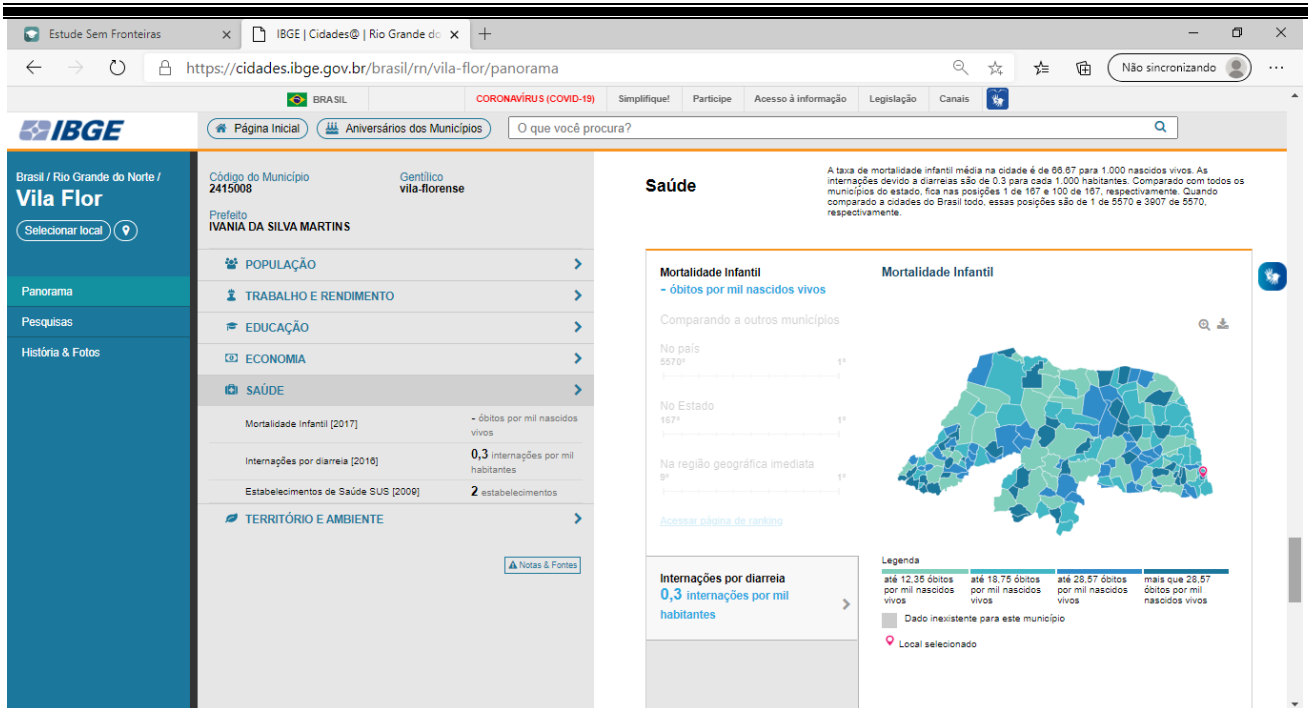 Estude Sem Fronteiras
IBGE | Cidades@ | Rio Grande do
https://cidades.ibge.gov.br/brasil/rn/vila-flor/panorama
Não sincronizando
BRASIL
CORONAVÍRUS (COVID-19)
Simplifique!
Participe
Acesso à informação
Legislação
Canais
IBGE
Página Inicial
Aniversários dos Municípios
O que você procura?
Brasil / Rio Grande do Norte /
Vila Flor
Selecionar local
Panorama
Pesquisas
História & Fotos
Código do Município
2415008
Gentílico
vila-florense
Prefeito
IVANIA DA SILVA MARTINS
POPULAÇÃO
TRABALHO E RENDIMENTO
EDUCAÇÃO
ECONOMIA
SAÚDE
Mortalidade Infantil [2017]
- óbitos por mil nascidos
vivos
Internações por diarreia [2016]
0,3 internações por mil
habitantes
Estabelecimentos de Saúde SUS [2009]
2 estabelecimentos
TERRITÓRIO E AMBIENTE
Notas & Fontes
Saúde
A taxa de mortalidade infantil média na cidade é de 66.67 para 1.000 nascidos vivos. As
internações devido a diarreias são de 0.3 para cada 1.000 habitantes. Comparado com todos os
municípios do estado, fica nas posições 1 de 167 e 100 de 167, respectivamente. Quando
comparado a cidades do Brasil todo, essas posições são de 1 de 5570 e 3907 de 5570,
respectivamente.
Mortalidade Infantil
- óbitos por mil nascidos vivos
Comparando a outros municípios
No país
5570º
1º
No Estado
167º
1º
Na região geográfica imediata
9º
1º
Acessar página de ranking
Internações por diarreia
0,3 internações por mil
habitantes
Mortalidade Infantil
Legenda
até 12,35 óbitos
por mil nascidos
vivos
até 18,75 óbitos
por mil nascidos
vivos
até 28,57 óbitos
por mil nascidos
vivos
mais que 28,57
óbitos por mil
nascidos vivos
Dado inexistente para este município
Local selecionado